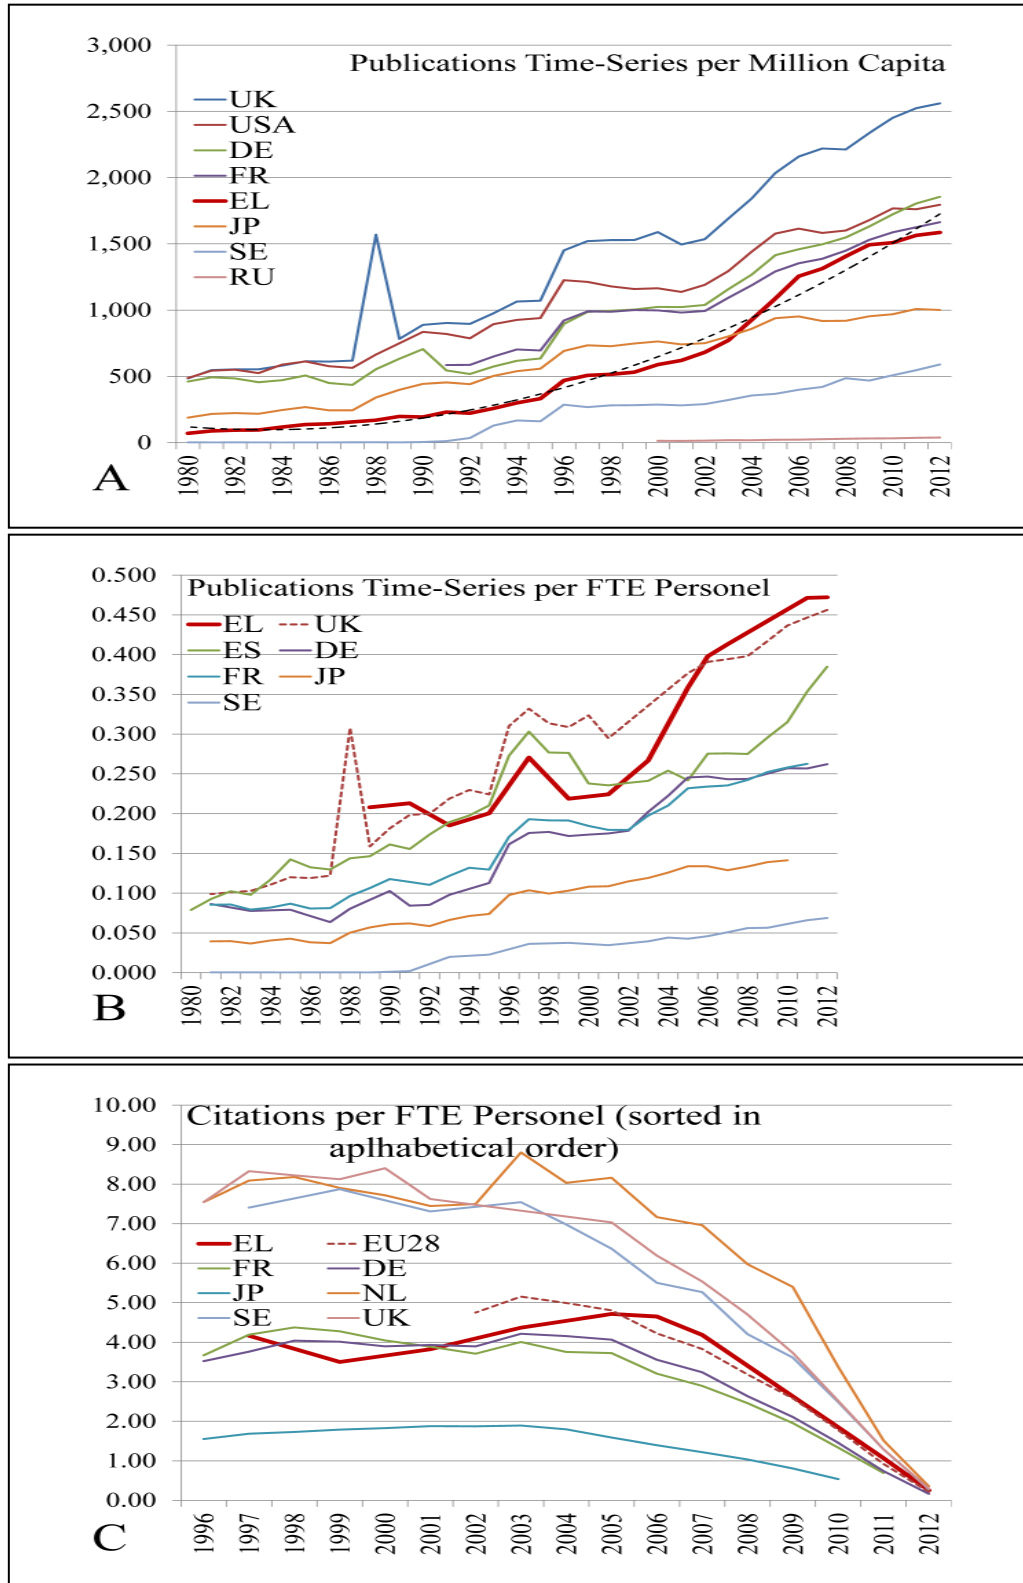 3,000
Publications Time-Series per Million Capita
2,500
2,000
1,500
1,000
500
0
UK
USA
DE
FR
EL
JP
SE
RU
1980 1982 1984 1986 1988 1990 1992 1994 1996 1998 2000 2002 2004 2006 2008 2010 2012
A
0.500
Publications Time-Series per FTE Personel
0.450
0.400
0.350
0.300
0.250
0.200
0.150
0.100
0.050
0.000
EL UK
ES DE
FR JP
SE
1980 1982 1984 1986 1988 1990 1992 1994 1996 1998 2000 2002 2004 2006 2008 2010 2012
B
10.00
Citations per FTE Personel (sorted in
aplhabetical order)
9.00
8.00
7.00
6.00
5.00
4.00
3.00
2.00
1.00
0.00
EL EU28
FR DE
JP NL
SE UK
1996 1997 1998 1999 2000 2001 2002 2003 2004 2005 2006 2007 2008 2009 2010 2011 2012
C